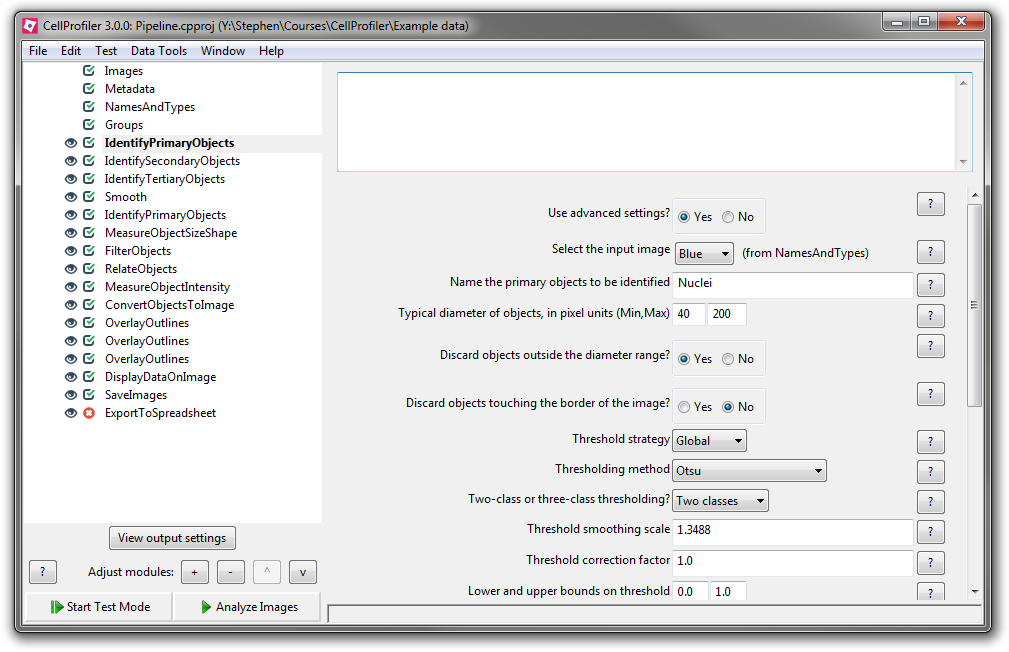 CellProfiler 3.0.0: Pipeline.cpproj (Y:\Stephen\Courses\CellProfiler\Example data)
File Edit Test Data Tools Window Help
Images
Metadata
NamesAndTypes
Groups
IdentifyPrimaryObjects
IdentifySecondaryObjects
IdentifyTertiaryObjects
Smooth
IdentifyPrimaryObjects
MeasureObjectSizeShape
FilterObjects
RelateObjects
MeasureObjectIntensity
ConvertObjectsToImage
OverlayOutlines
OverlayOutlines
OverlayOutlines
DisplayDataOnImage
SaveImages
ExportToSpreadsheet
View output settings
? Adjust modules: + - ^ v
Start Test Mode Analyze Images
Use advanced settings? Yes No ?
Select the input image Blue (from NamesAndTypes) ?
Name the primary objects to be identified Nuclei ?
Typical diameter of objects, in pixel units (Min,Max) 40 200 ?
Discard objects outside the diameter range? Yes No ?
Discard objects touching the border of the image? Yes No ?
Threshold strategy Global ?
Thresholding method Otsu ?
Two-class or three-class thresholding? Two classes ?
Threshold smoothing scale 1.3488 ?
Threshold correction factor 1.0 ?
Lower and upper bounds on threshold 0.0 1.0 ?